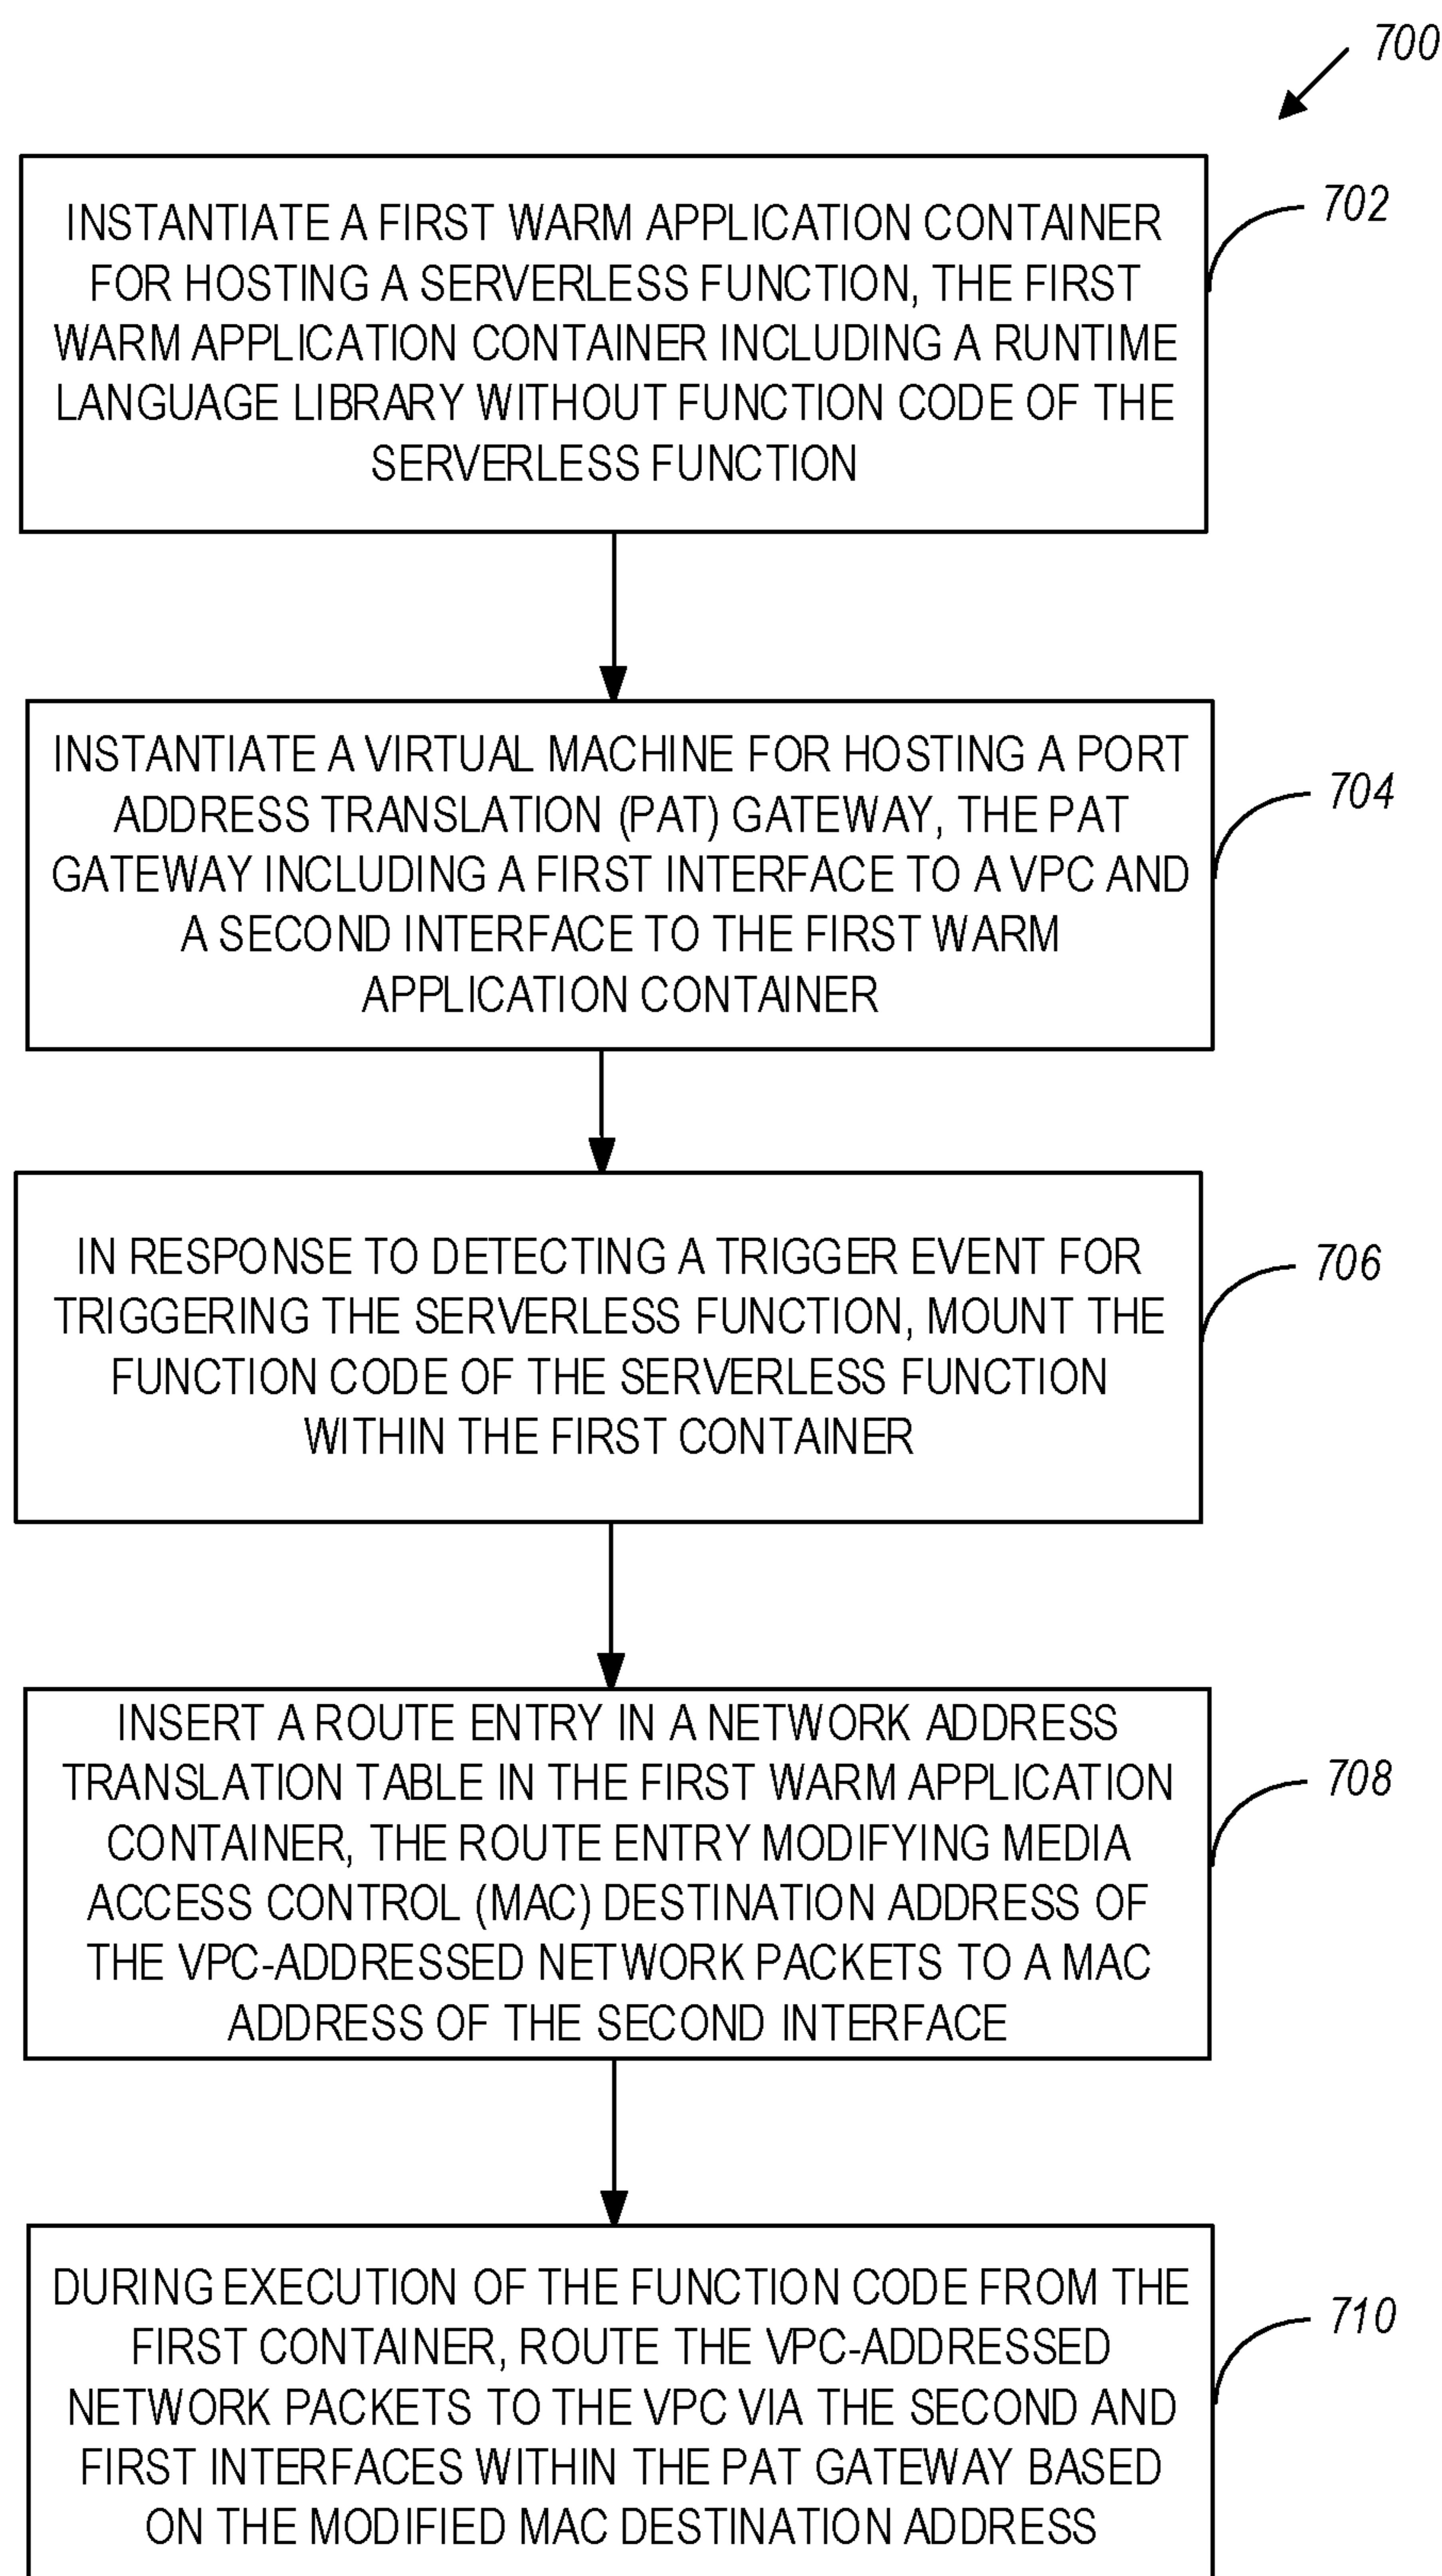 700
702
INSTANTIATE A FIRST WARM APPLICATION CONTAINER
FOR HOSTING A SERVERLESS FUNCTION, THE FIRST
WARM APPLICATION CONTAINER INCLUDING A RUNTIME
LANGUAGE LIBRARY WITHOUT FUNCTION CODE OF THE
SERVERLESS FUNCTION
704
INSTANTIATE A VIRTUAL MACHINE FOR HOSTING A PORT
ADDRESS TRANSLATION (PAT) GATEWAY, THE PAT
GATEWAY INCLUDING A FIRST INTERFACE TO A VPC AND
A SECOND INTERFACE TO THE FIRST WARM
APPLICATION CONTAINER
706
IN RESPONSE TO DETECTING A TRIGGER EVENT FOR
TRIGGERING THE SERVERLESS FUNCTION, MOUNT THE
FUNCTION CODE OF THE SERVERLESS FUNCTION
WITHIN THE FIRST CONTAINER
708
INSERT A ROUTE ENTRY IN A NETWORK ADDRESS
TRANSLATION TABLE IN THE FIRST WARM APPLICATION
CONTAINER, THE ROUTE ENTRY MODIFYING MEDIA
ACCESS CONTROL (MAC) DESTINATION ADDRESS OF
THE VPC-ADDRESSED NETWORK PACKETS TO A MAC
ADDRESS OF THE SECOND INTERFACE
710
DURING EXECUTION OF THE FUNCTION CODE FROM THE
FIRST CONTAINER, ROUTE THE VPC-ADDRESSED
NETWORK PACKETS TO THE VPC VIA THE SECOND AND
FIRST INTERFACES WITHIN THE PAT GATEWAY BASED
ON THE MODIFIED MAC DESTINATION ADDRESS